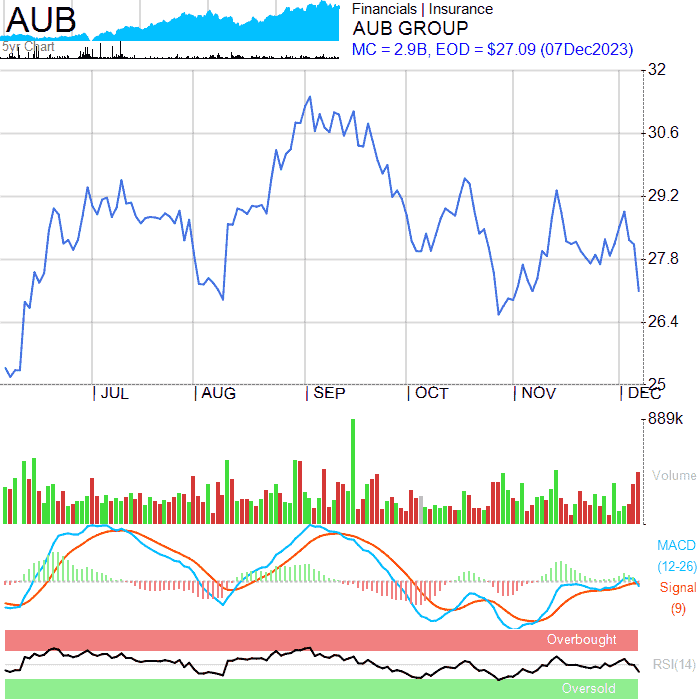 AUB
5yr Chart
Financials | Insurance
AUB GROUP
MC = 2.9B, EOD = $27.09 (07Dec2023)
32
30.6
29.2
27.8
26.4
25
JUL AUG SEP OCT NOV DEC
889k
Volume
MACD
(12-26)
Signal
(9)
Overbought
RSI(14)
Oversold